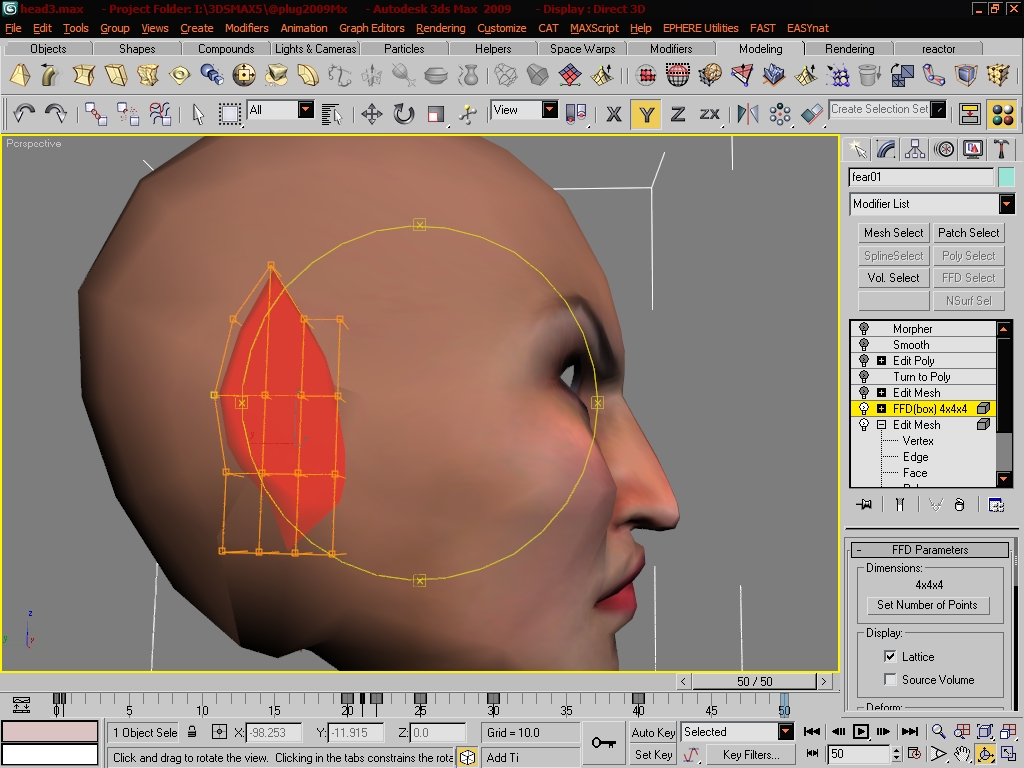 head3.max - Project Folder: I:\3DSMAX5\@plug2009Mx - Autodesk 3ds Max 2009 - Display : Direct 3D
File Edit Tools Group Views Create Modifiers Animation Graph Editors Rendering Customize CAT MAXScript Help EPHERE Utilities FAST EASYnat
Objects Shapes Compounds Lights & Cameras Particles Helpers Space Warps Modifiers Modeling Rendering reactor
All View X Y Z ZX Create Selection Set
Perspective
fear01
Modifier List
Mesh Select Patch Select
SplineSelect Poly Select
Vol. Select FFD Select
NSurf Sel
Morpher
Smooth
Edit Poly
Turn to Poly
Edit Mesh
FFD(box) 4x4x4
Edit Mesh
Vertex
Edge
Face
- FFD Parameters
Dimensions:
4x4x4
Set Number of Points
Display:
Lattice
Source Volume
Deform:
z
y
< 50 / 50 >
0 5 10 15 20 25 30 35 40 45 50
1 Object Sele X: -98.253 Y: -11.915 Z: 0.0 Grid = 10.0 Auto Key Selected
Click and drag to rotate the view. Clicking in the tabs constrains the rota Add Ti Set Key Key Filters... 50